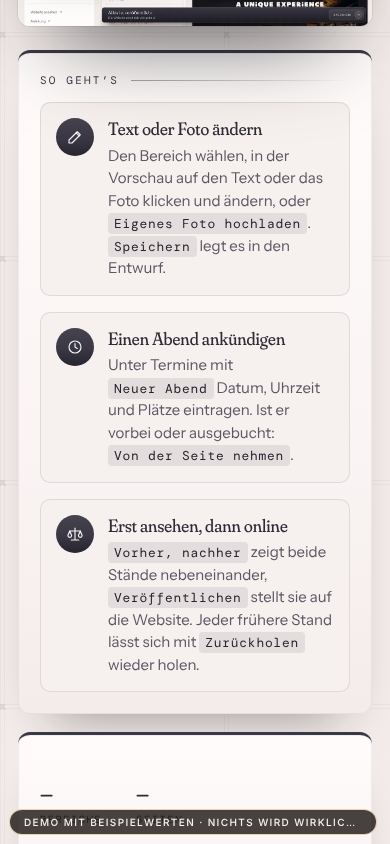 A UNIQUE EXPERIENCE
SO GEHT'S
Text oder Foto ändern
Den Bereich wählen, in der
Vorschau auf den Text oder das
Foto klicken und ändern, oder
Eigenes Foto hochladen.
Speichern legt es in den
Entwurf.
Einen Abend ankündigen
Unter Termine mit
Neuer Abend Datum, Uhrzeit
und Plätze eintragen. Ist er
vorbei oder ausgebucht:
Von der Seite nehmen.
Erst ansehen, dann online
Vorher, nachher zeigt beide
Stände nebeneinander,
Veröffentlichen stellt sie auf
die Website. Jeder frühere Stand
lässt sich mit Zurückholen
wieder holen.
– –
DEMO MIT BEISPIELWERTEN · NICHTS WIRD WIRKLIC…